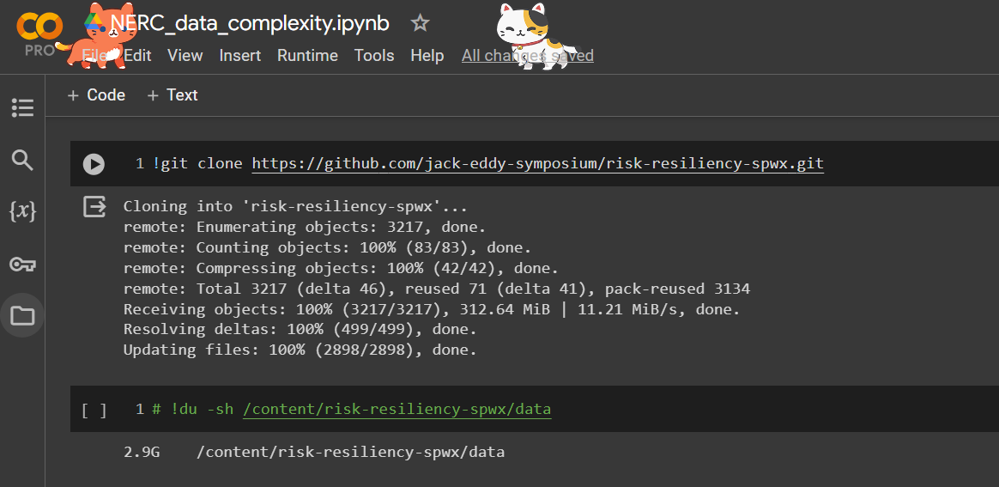 NERC_data_complexity.ipynb
PRO
File Edit View Insert Runtime Tools Help All changes saved
+ Code + Text
1 !git clone https://github.com/jack-eddy-symposium/risk-resiliency-spwx.git
{x}
Cloning into 'risk-resiliency-spwx'...
remote: Enumerating objects: 3217, done.
remote: Counting objects: 100% (83/83), done.
remote: Compressing objects: 100% (42/42), done.
remote: Total 3217 (delta 46), reused 71 (delta 41), pack-reused 3134
Receiving objects: 100% (3217/3217), 312.64 MiB | 11.21 MiB/s, done.
Resolving deltas: 100% (499/499), done.
Updating files: 100% (2898/2898), done.
[ ] 1 # !du -sh /content/risk-resiliency-spwx/data
2.9G /content/risk-resiliency-spwx/data